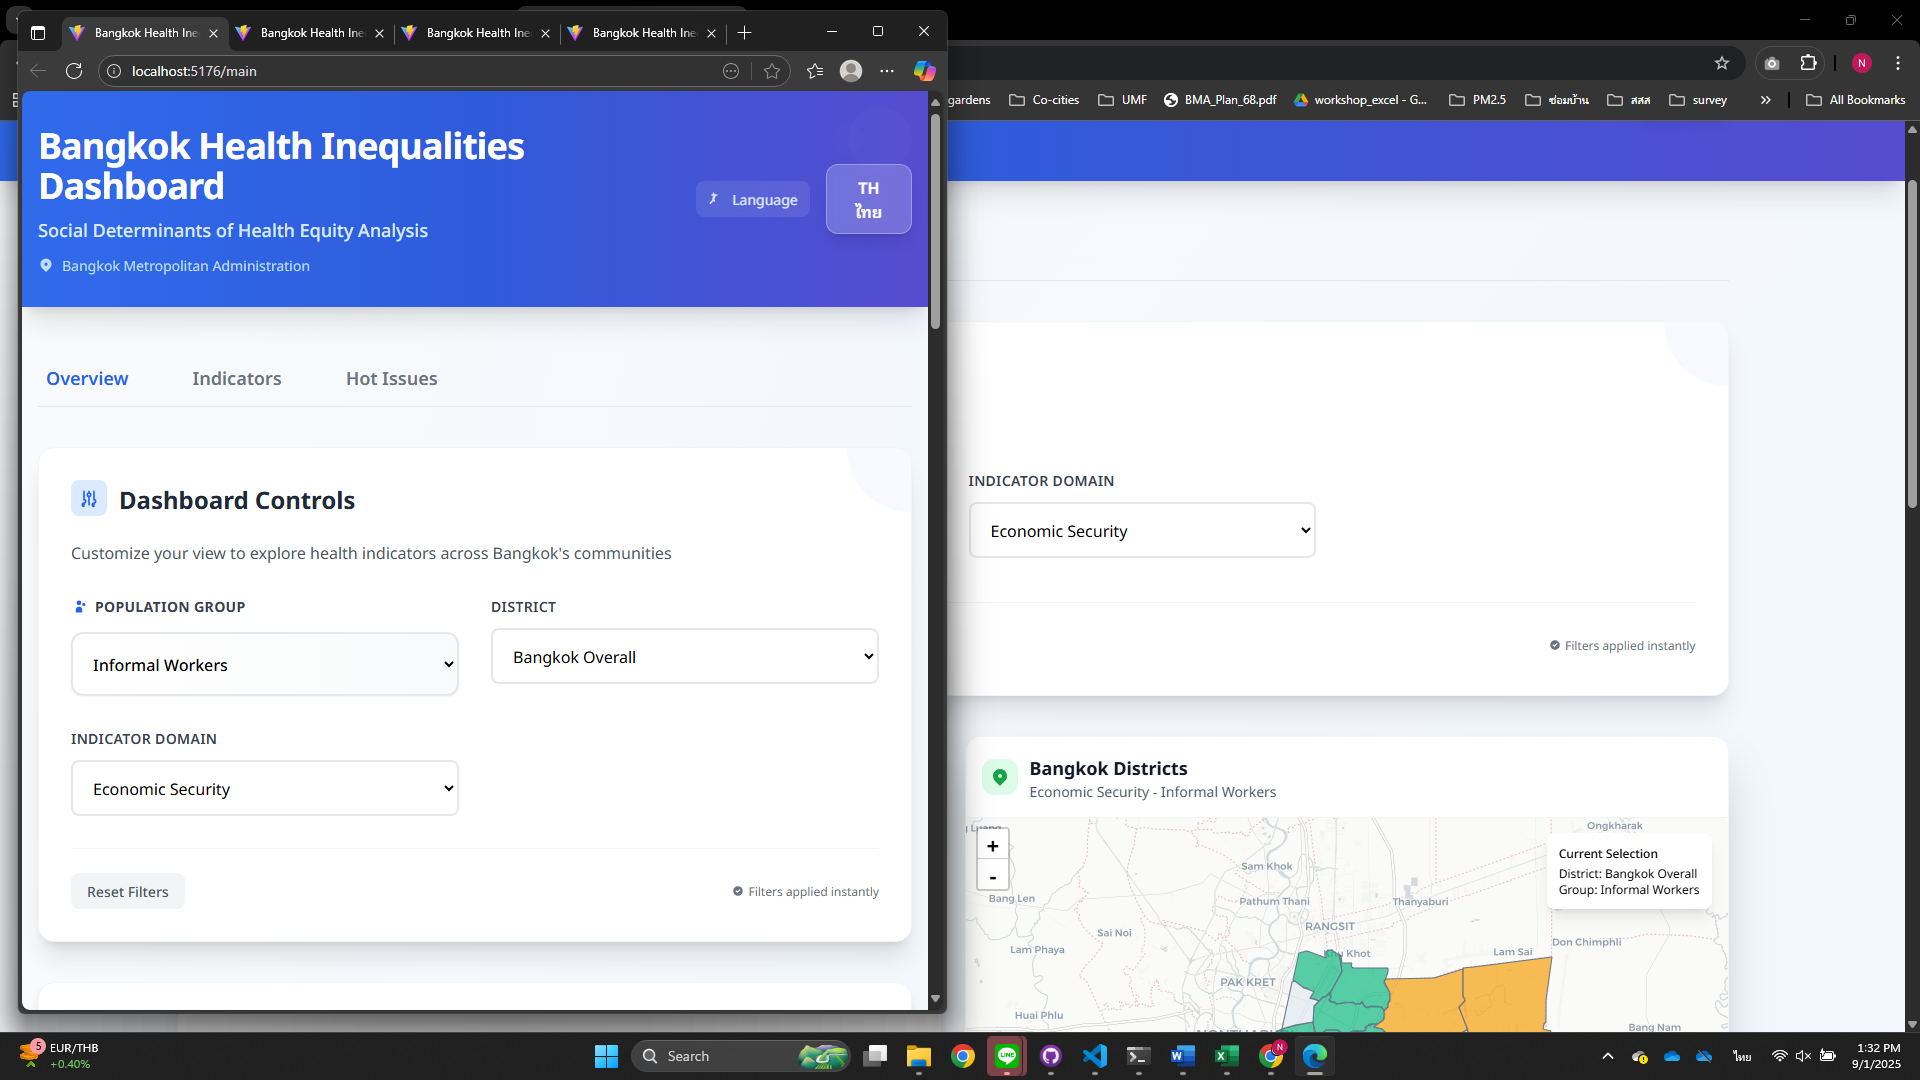 Bangkok Health Ine
Bangkok Health Ine
Bangkok Health Ine
Bangkok Health Ine
localhost:5176/main
gardens
Co-cities
UMF
BMA_Plan_68.pdf
workshop_excel - G...
PM2.5
ซ่อมบ้าน
สสส
survey
All Bookmarks
N
Bangkok Health Inequalities
Dashboard
Social Determinants of Health Equity Analysis
Bangkok Metropolitan Administration
Language
TH
ไทย
Overview
Indicators
Hot Issues
Dashboard Controls
Customize your view to explore health indicators across Bangkok's communities
POPULATION GROUP
Informal Workers
DISTRICT
Bangkok Overall
INDICATOR DOMAIN
Economic Security
Reset Filters
Filters applied instantly
INDICATOR DOMAIN
Economic Security
Filters applied instantly
Bangkok Districts
Economic Security - Informal Workers
+
-
Current Selection
District: Bangkok Overall
Group: Informal Workers
Ongkharak
Sam Khok
Bang Len
Pathum Thani
Thanyaburi
RANGSIT
Sai Noi
Lam Phaya
Khu Khot
Lam Sai
Don Chimphli
PAK KRET
Huai Phlu
Bang Nam
5
EUR/THB
+0.40%
Search
LINE
N
ไทย
1:32 PM
9/1/2025